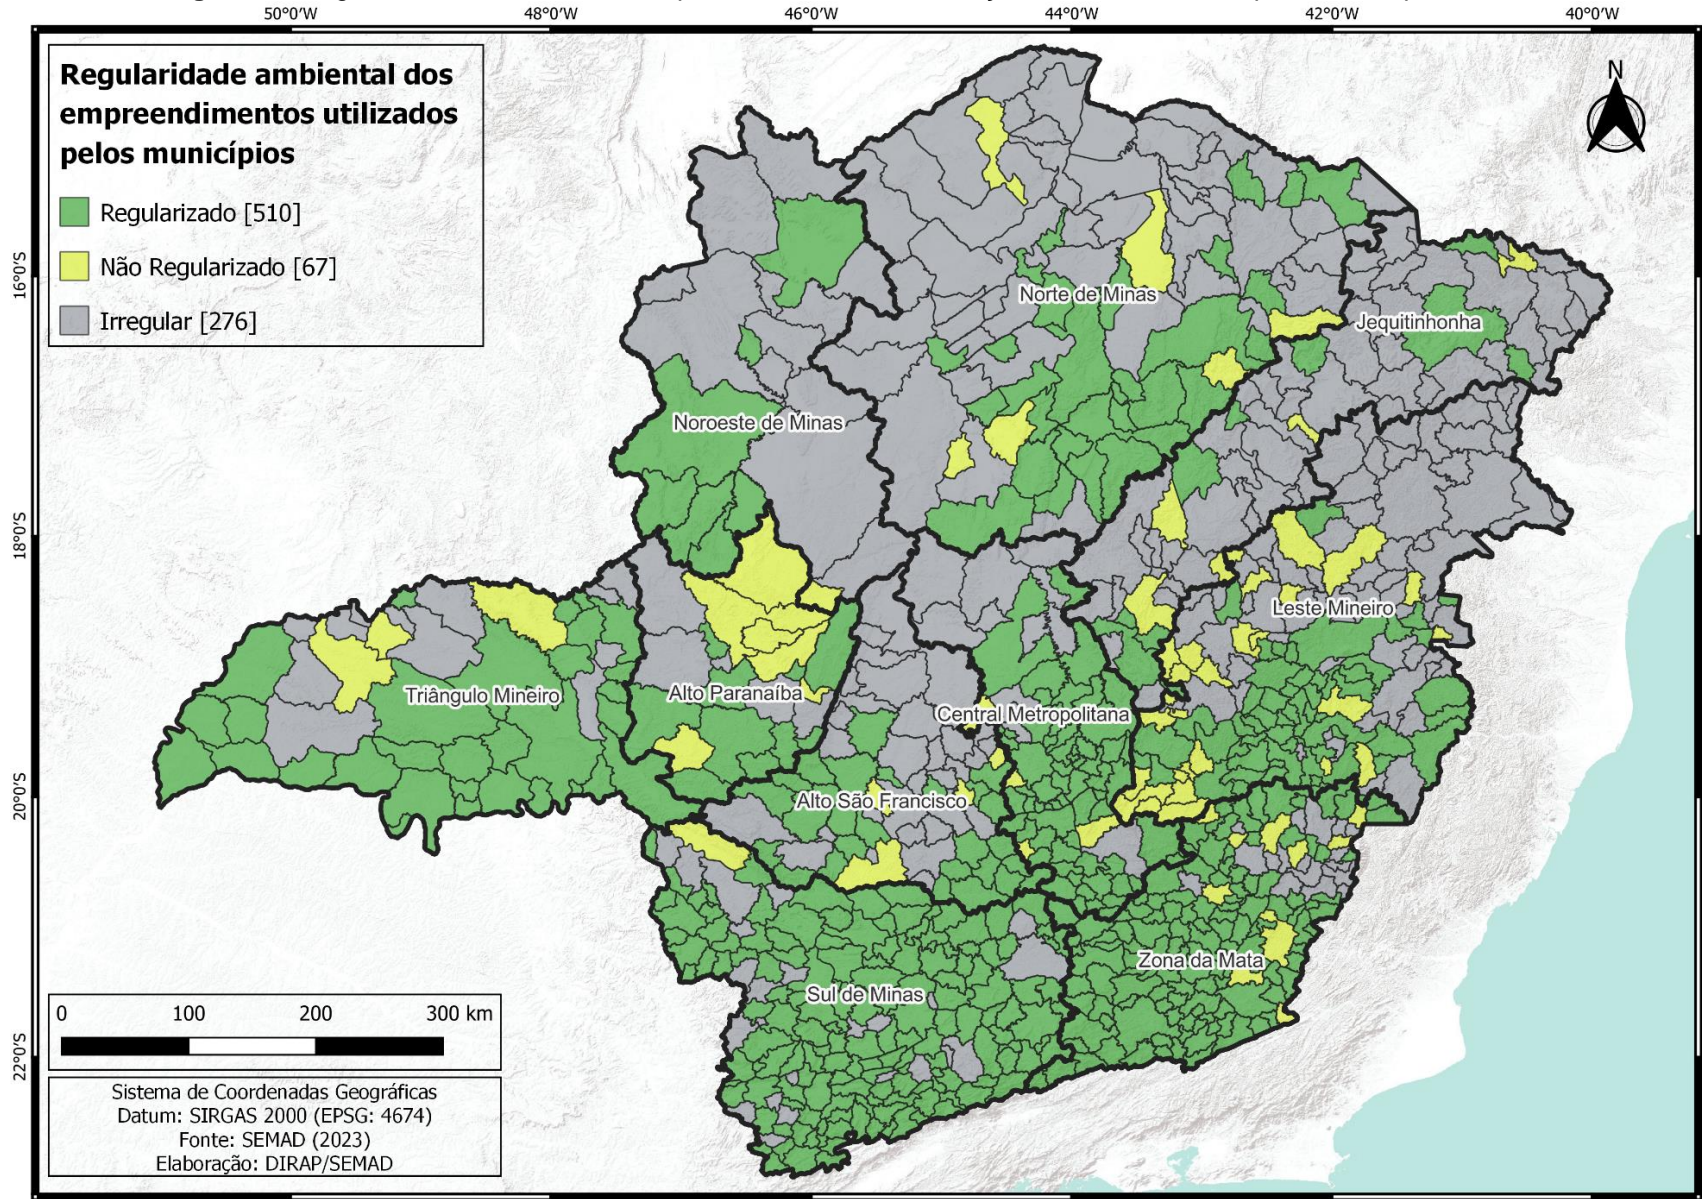 50°0'W 48°0'W 46°0'W 44°0'W 42°0'W 40°0'W
Regularidade ambiental dos
empreendimentos utilizados
pelos municípios
Regularizado [510]
Não Regularizado [67]
Irregular [276]
N
16°0'S
18°0'S
20°0'S
22°0'S
Norte de Minas
Jequitinhonha
Noroeste de Minas
Leste Mineiro
Triângulo Mineiro
Alto Paranaíba
Central Metropolitana
Alto São Francisco
Zona da Mata
Sul de Minas
0 100 200 300 km
Sistema de Coordenadas Geográficas
Datum: SIRGAS 2000 (EPSG: 4674)
Fonte: SEMAD (2023)
Elaboração: DIRAP/SEMAD